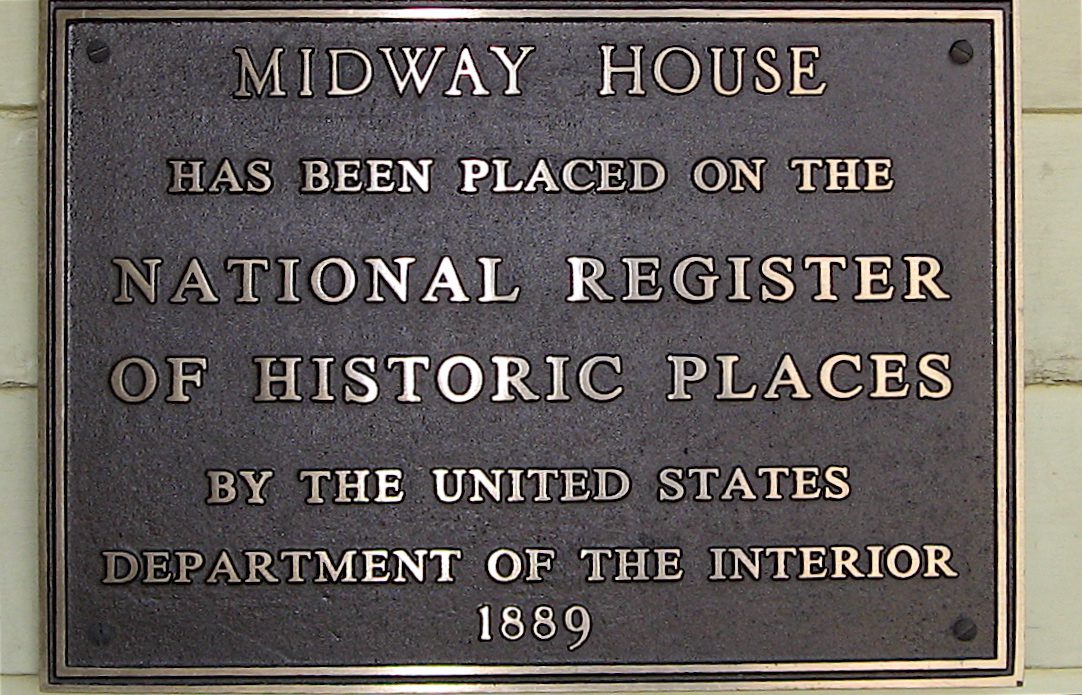 MIDWAY HOUSE
HAS BEEN PLACED ON THE
NATIONAL REGISTER
OF HISTORIC PLACES
BY THE UNITED STATES
DEPARTMENT OF THE INTERIOR
1889